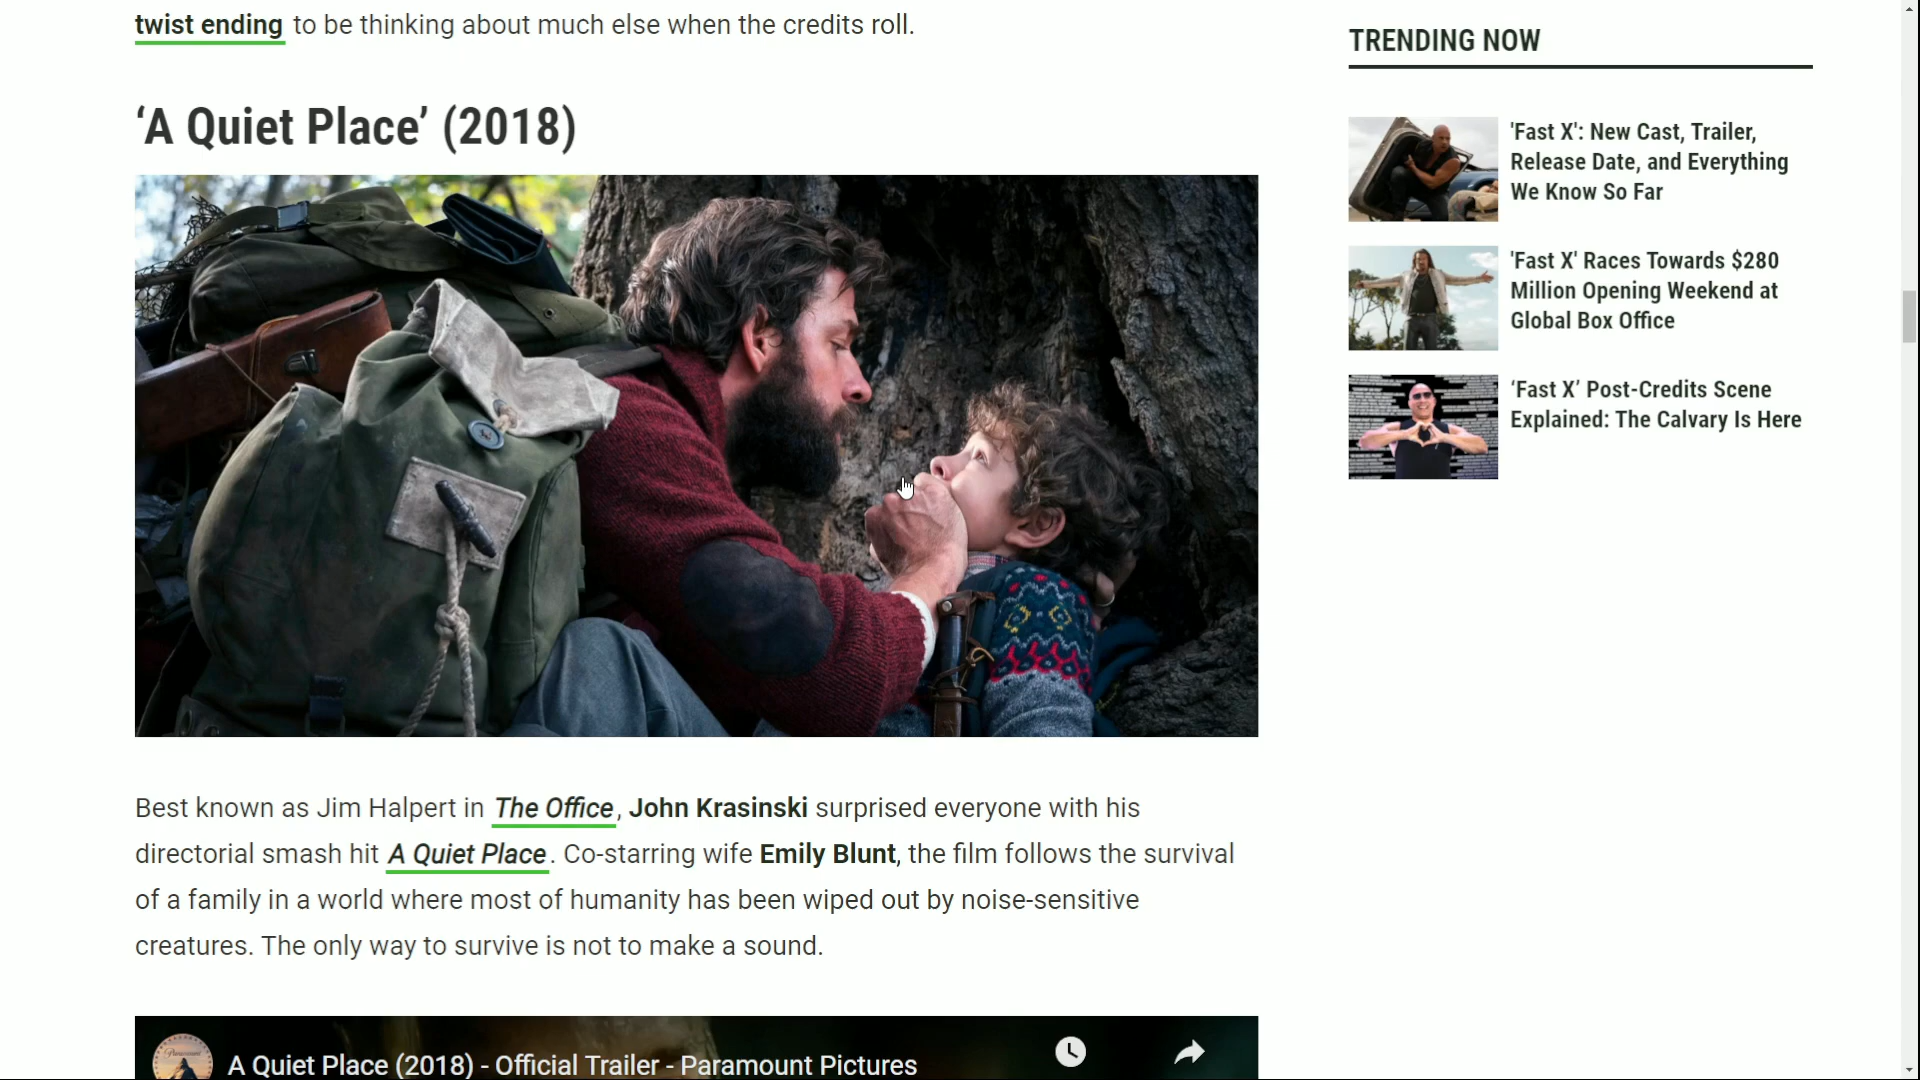 twist ending to be thinking about much else when the credits roll.
‘A Quiet Place’ (2018)
Best known as Jim Halpert in The Office, John Krasinski surprised everyone with his
directorial smash hit A Quiet Place. Co-starring wife Emily Blunt, the film follows the survival
of a family in a world where most of humanity has been wiped out by noise-sensitive
creatures. The only way to survive is not to make a sound.
Paramount
A Quiet Place (2018) - Official Trailer - Paramount Pictures
TRENDING NOW
'Fast X': New Cast, Trailer,
Release Date, and Everything
We Know So Far
'Fast X' Races Towards $280
Million Opening Weekend at
Global Box Office
‘Fast X’ Post-Credits Scene
Explained: The Calvary Is Here